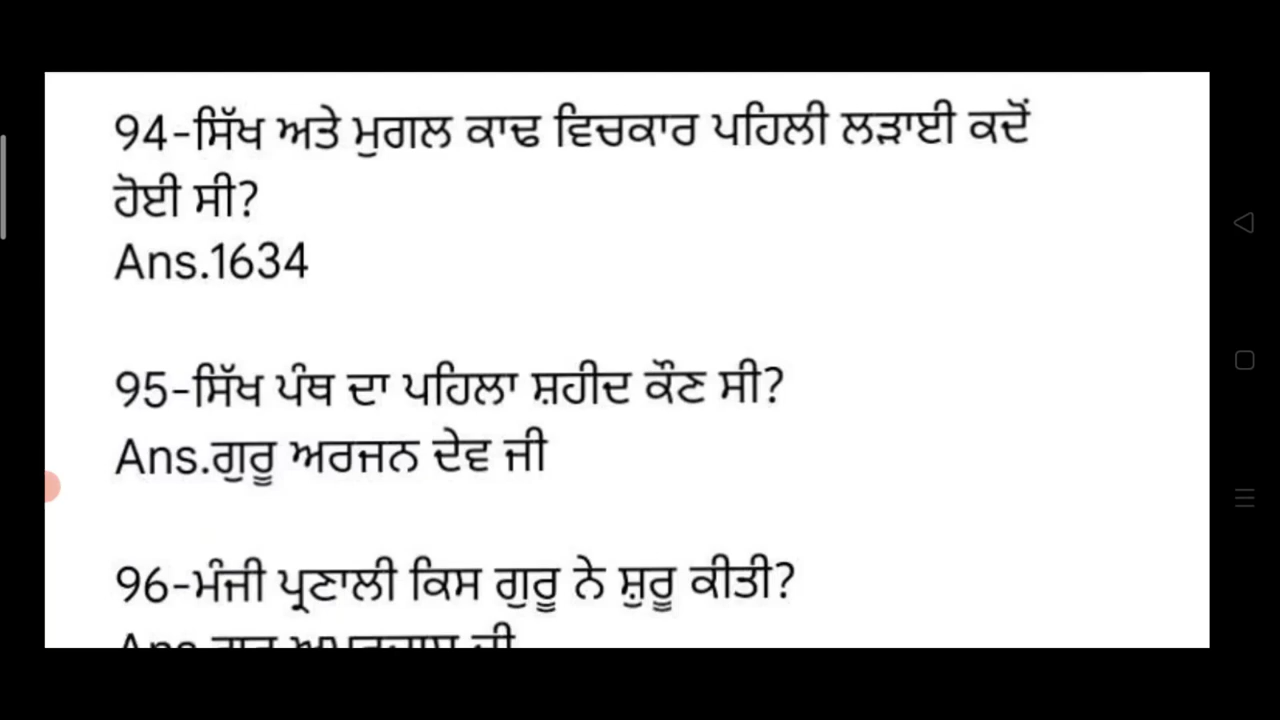 94-ਸਿੱਖ ਅਤੇ ਮੁਗਲ ਕਾਢ ਵਿਚਕਾਰ ਪਹਿਲੀ ਲੜਾਈ ਕਦੋਂ
ਹੋਈ ਸੀ?
Ans.1634
95-ਸਿੱਖ ਪੰਥ ਦਾ ਪਹਿਲਾ ਸ਼ਹੀਦ ਕੌਣ ਸੀ?
Ans.ਗੁਰੂ ਅਰਜਨ ਦੇਵ ਜੀ
96-ਮੰਜੀ ਪ੍ਰਣਾਲੀ ਕਿਸ ਗੁਰੂ ਨੇ ਸ਼ੁਰੂ ਕੀਤੀ?